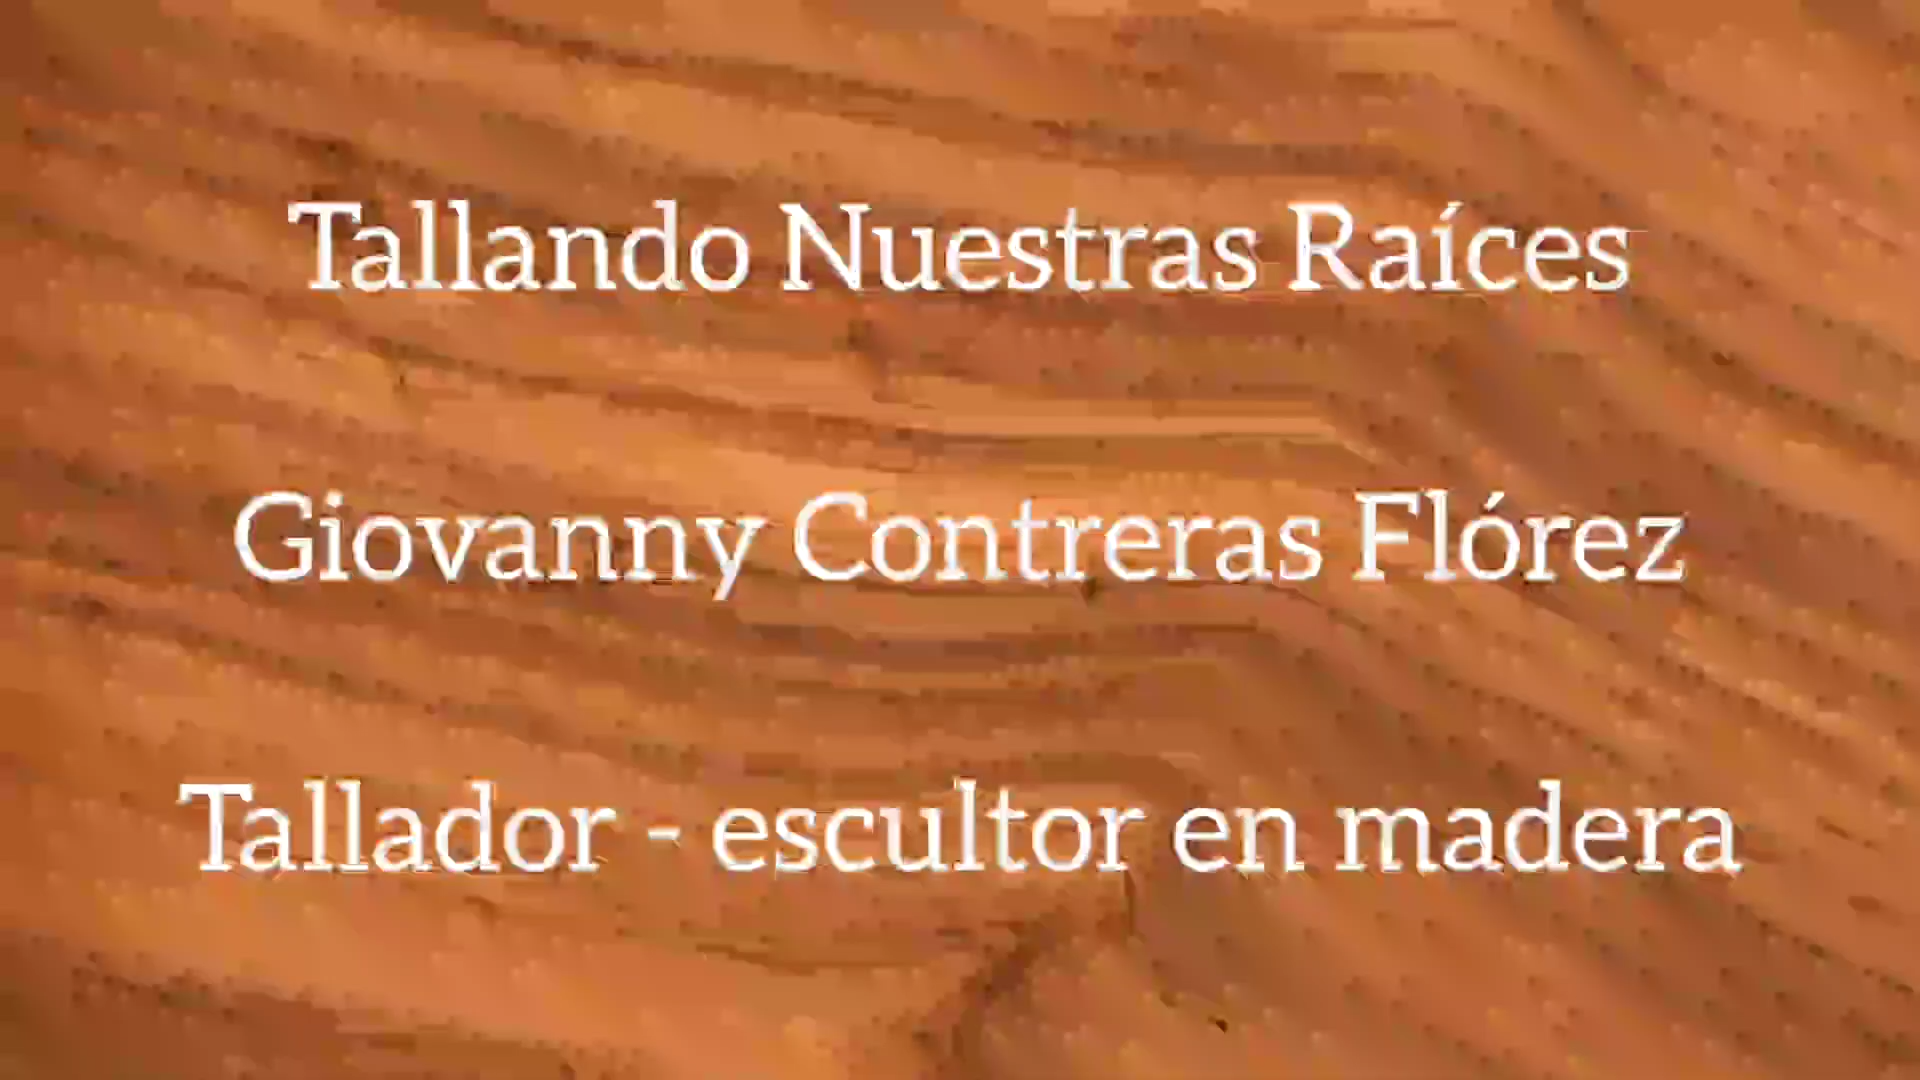 Tallando Nuestras Raíces
Giovanny Contreras Flórez
Tallador - escultor en madera